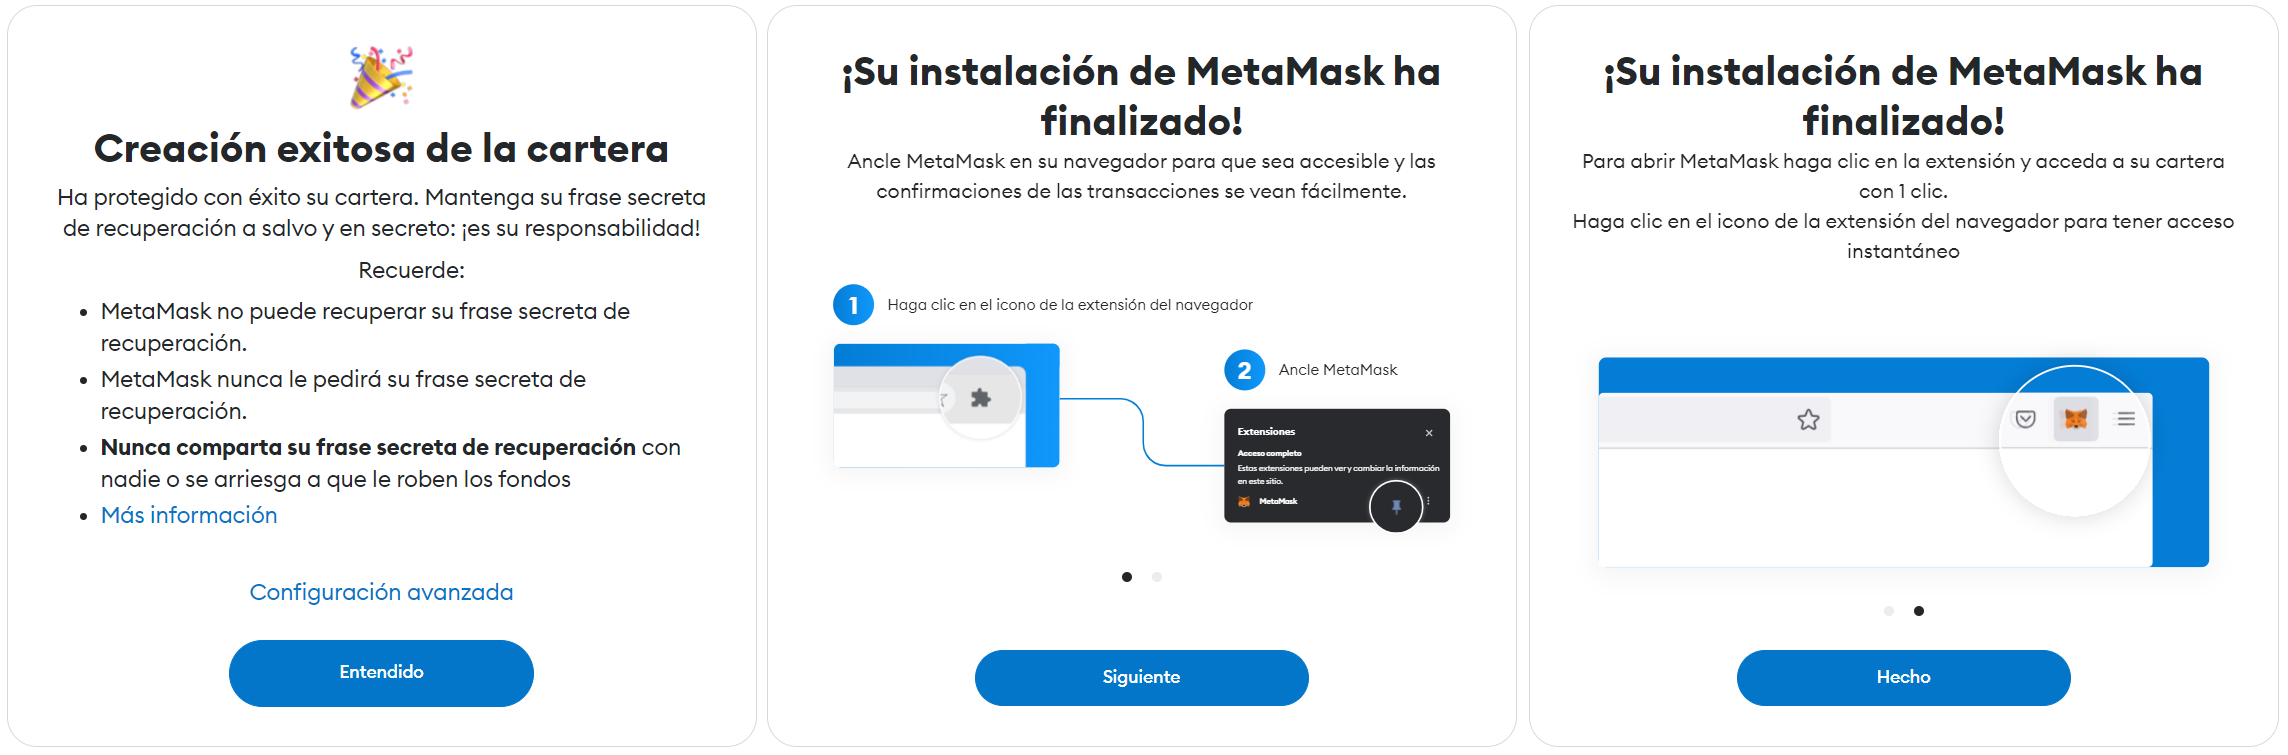 Creación exitosa de la cartera
Ha protegido con éxito su cartera. Mantenga su frase secreta
de recuperación a salvo y en secreto: ¡es su responsabilidad!
Recuerde:
• MetaMask no puede recuperar su frase secreta de
recuperación.
• MetaMask nunca le pedirá su frase secreta de
recuperación.
• Nunca comparta su frase secreta de recuperación con
nadie o se arriesga a que le roben los fondos
• Más información
Configuración avanzada
Entendido
¡Su instalación de MetaMask ha
finalizado!
Ancle MetaMask en su navegador para que sea accesible y las
confirmaciones de las transacciones se vean fácilmente.
1 Haga clic en el icono de la extensión del navegador
2 Ancle MetaMask
Extensiones
Acceso completo
Estas extensiones pueden ver y cambiar la información
en este sitio.
MetaMask
Siguiente
¡Su instalación de MetaMask ha
finalizado!
Para abrir MetaMask haga clic en la extensión y acceda a su cartera
con 1 clic.
Haga clic en el icono de la extensión del navegador para tener acceso
instantáneo
Hecho